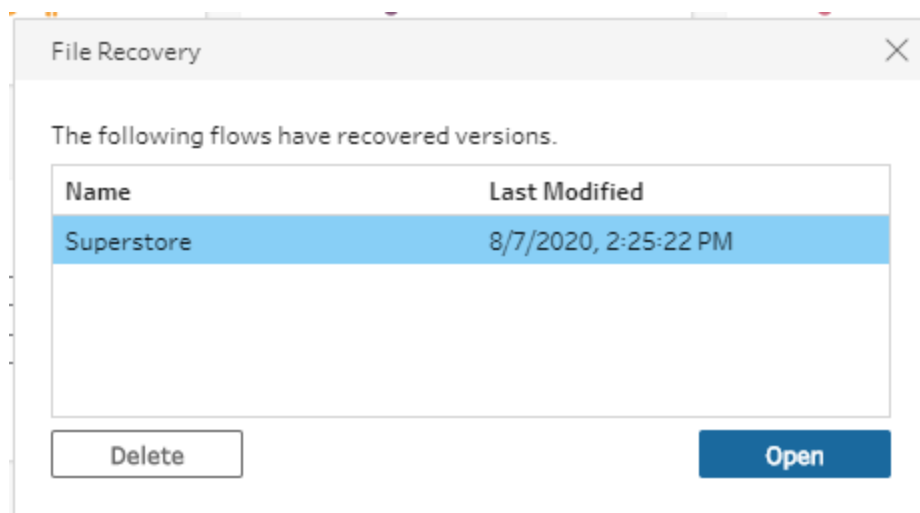 File Recovery
The following flows have recovered versions.
Name Last Modified
Superstore 8/7/2020, 2:25:22 PM
Delete Open